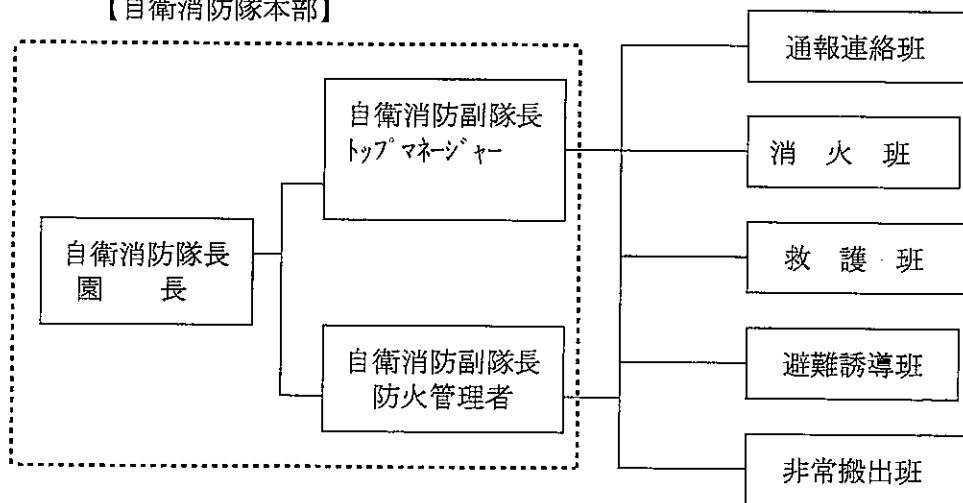 【自衛消防隊本部】
自衛消防隊長
園　　長
自衛消防副隊長
トップマネージャー
自衛消防副隊長
防火管理者
通報連絡班
消　火　班
救　護　班
避難誘導班
非常搬出班